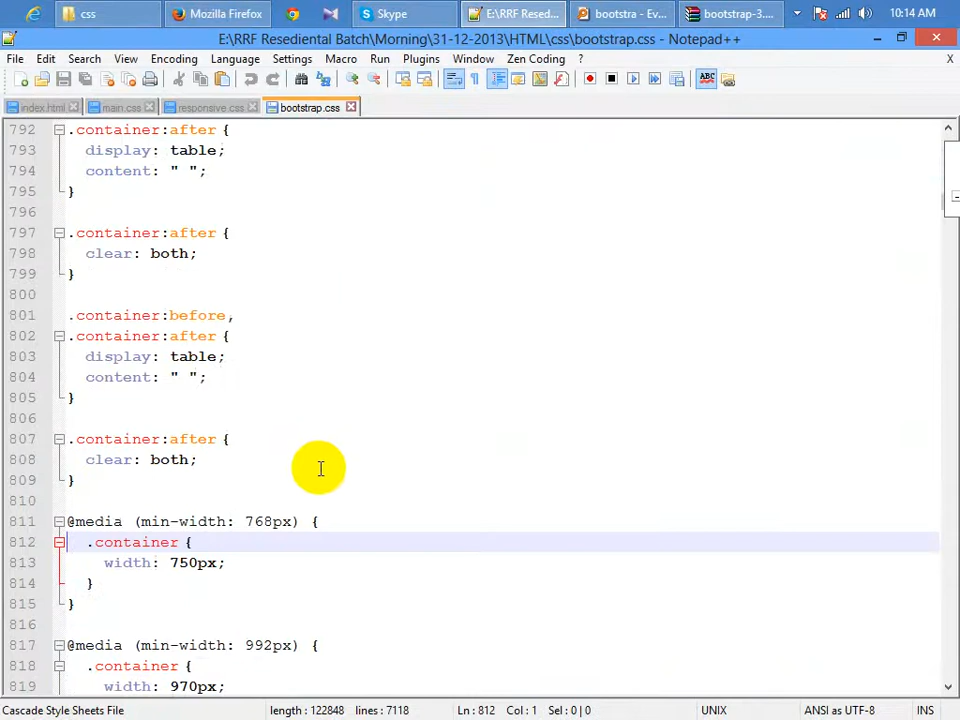 css
Mozilla Firefox
Skype
E:\RRF Resed...
bootstra - Ev...
bootstrap-3....
10:14 AM
E:\RRF Resediental Batch\Morning\31-12-2013\HTML\css\bootstrap.css - Notepad++
File Edit Search View Encoding Language Settings Macro Run Plugins Window Zen Coding ? X
index.html main.css responsive.css bootstrap.css
792 .container:after {
793 display: table;
794 content: " ";
795 }
796
797 .container:after {
798 clear: both;
799 }
800
801 .container:before,
802 .container:after {
803 display: table;
804 content: " ";
805 }
806
807 .container:after {
808 clear: both;
809 }
810
811 @media (min-width: 768px) {
812 .container {
813 width: 750px;
814 }
815 }
816
817 @media (min-width: 992px) {
818 .container {
819 width: 970px;
Cascade Style Sheets File length : 122848 lines : 7118 Ln : 812 Col : 1 Sel : 0 | 0 UNIX ANSI as UTF-8 INS